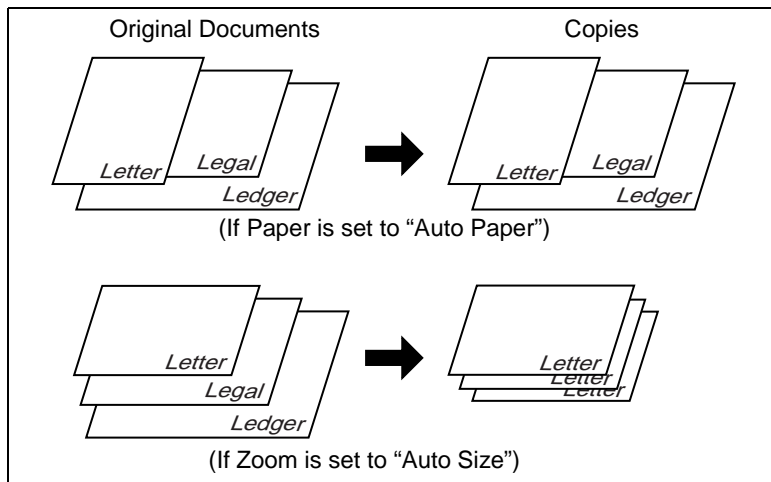 Original Documents
Copies
Letter
Legal
Ledger
Letter
Legal
Ledger
(If Paper is set to “Auto Paper”)
Letter
Legal
Ledger
Letter
Letter
Letter
(If Zoom is set to “Auto Size”)